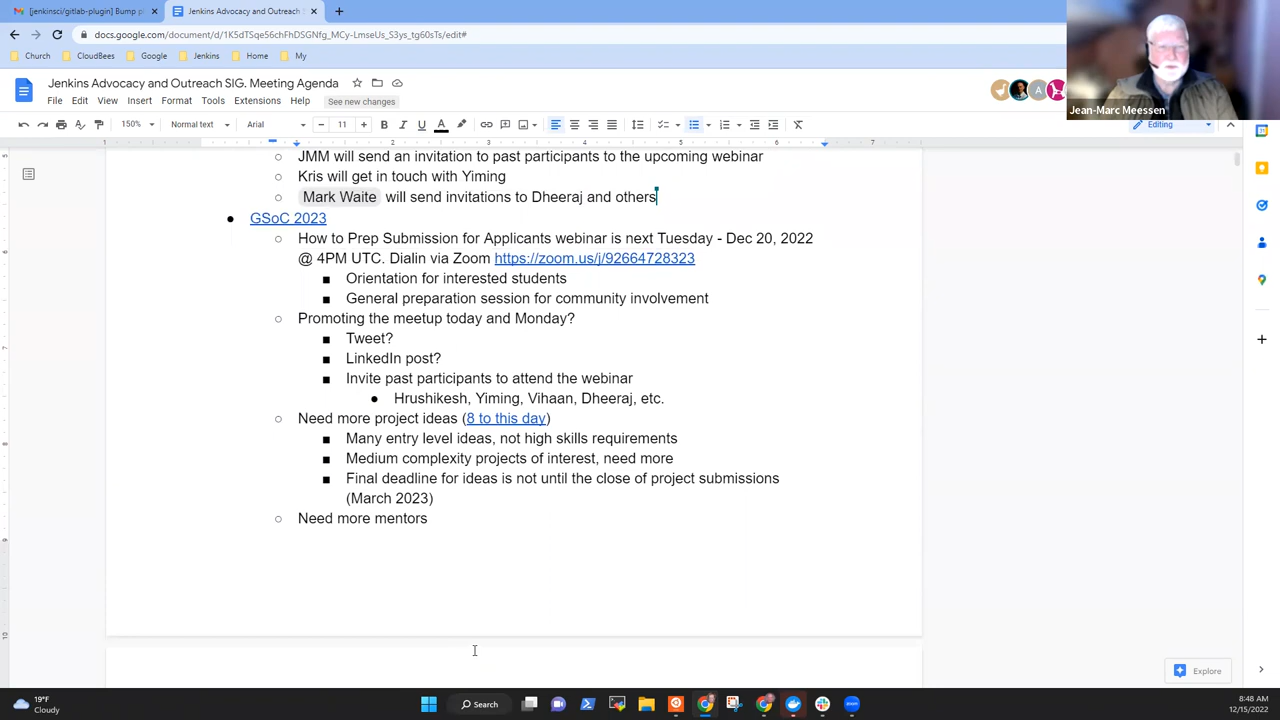 [jenkinsci/gitlab-plugin] Bump p
Jenkins Advocacy and Outreach S
docs.google.com/document/d/1K5dTSqe56chFhDSGNfg_MCy-LmseUs_S3ys_tg60sTs/edit#
Church
CloudBees
Google
Jenkins
Home
My
Jenkins Advocacy and Outreach SIG. Meeting Agenda
File Edit View Insert Format Tools Extensions Help See new changes
A
Jean-Marc Meessen
150% Normal text Arial 11 B I U A Editing
1 2 3 4 5 6 7
JMM will send an invitation to past participants to the upcoming webinar
Kris will get in touch with Yiming
Mark Waite will send invitations to Dheeraj and others
GSoC 2023
How to Prep Submission for Applicants webinar is next Tuesday - Dec 20, 2022
@ 4PM UTC. Dialin via Zoom https://zoom.us/j/92664728323
Orientation for interested students
General preparation session for community involvement
Promoting the meetup today and Monday?
Tweet?
LinkedIn post?
Invite past participants to attend the webinar
Hrushikesh, Yiming, Vihaan, Dheeraj, etc.
Need more project ideas (8 to this day)
Many entry level ideas, not high skills requirements
Medium complexity projects of interest, need more
Final deadline for ideas is not until the close of project submissions
(March 2023)
Need more mentors
Explore
19°F
Cloudy
Search
8:48 AM
12/15/2022